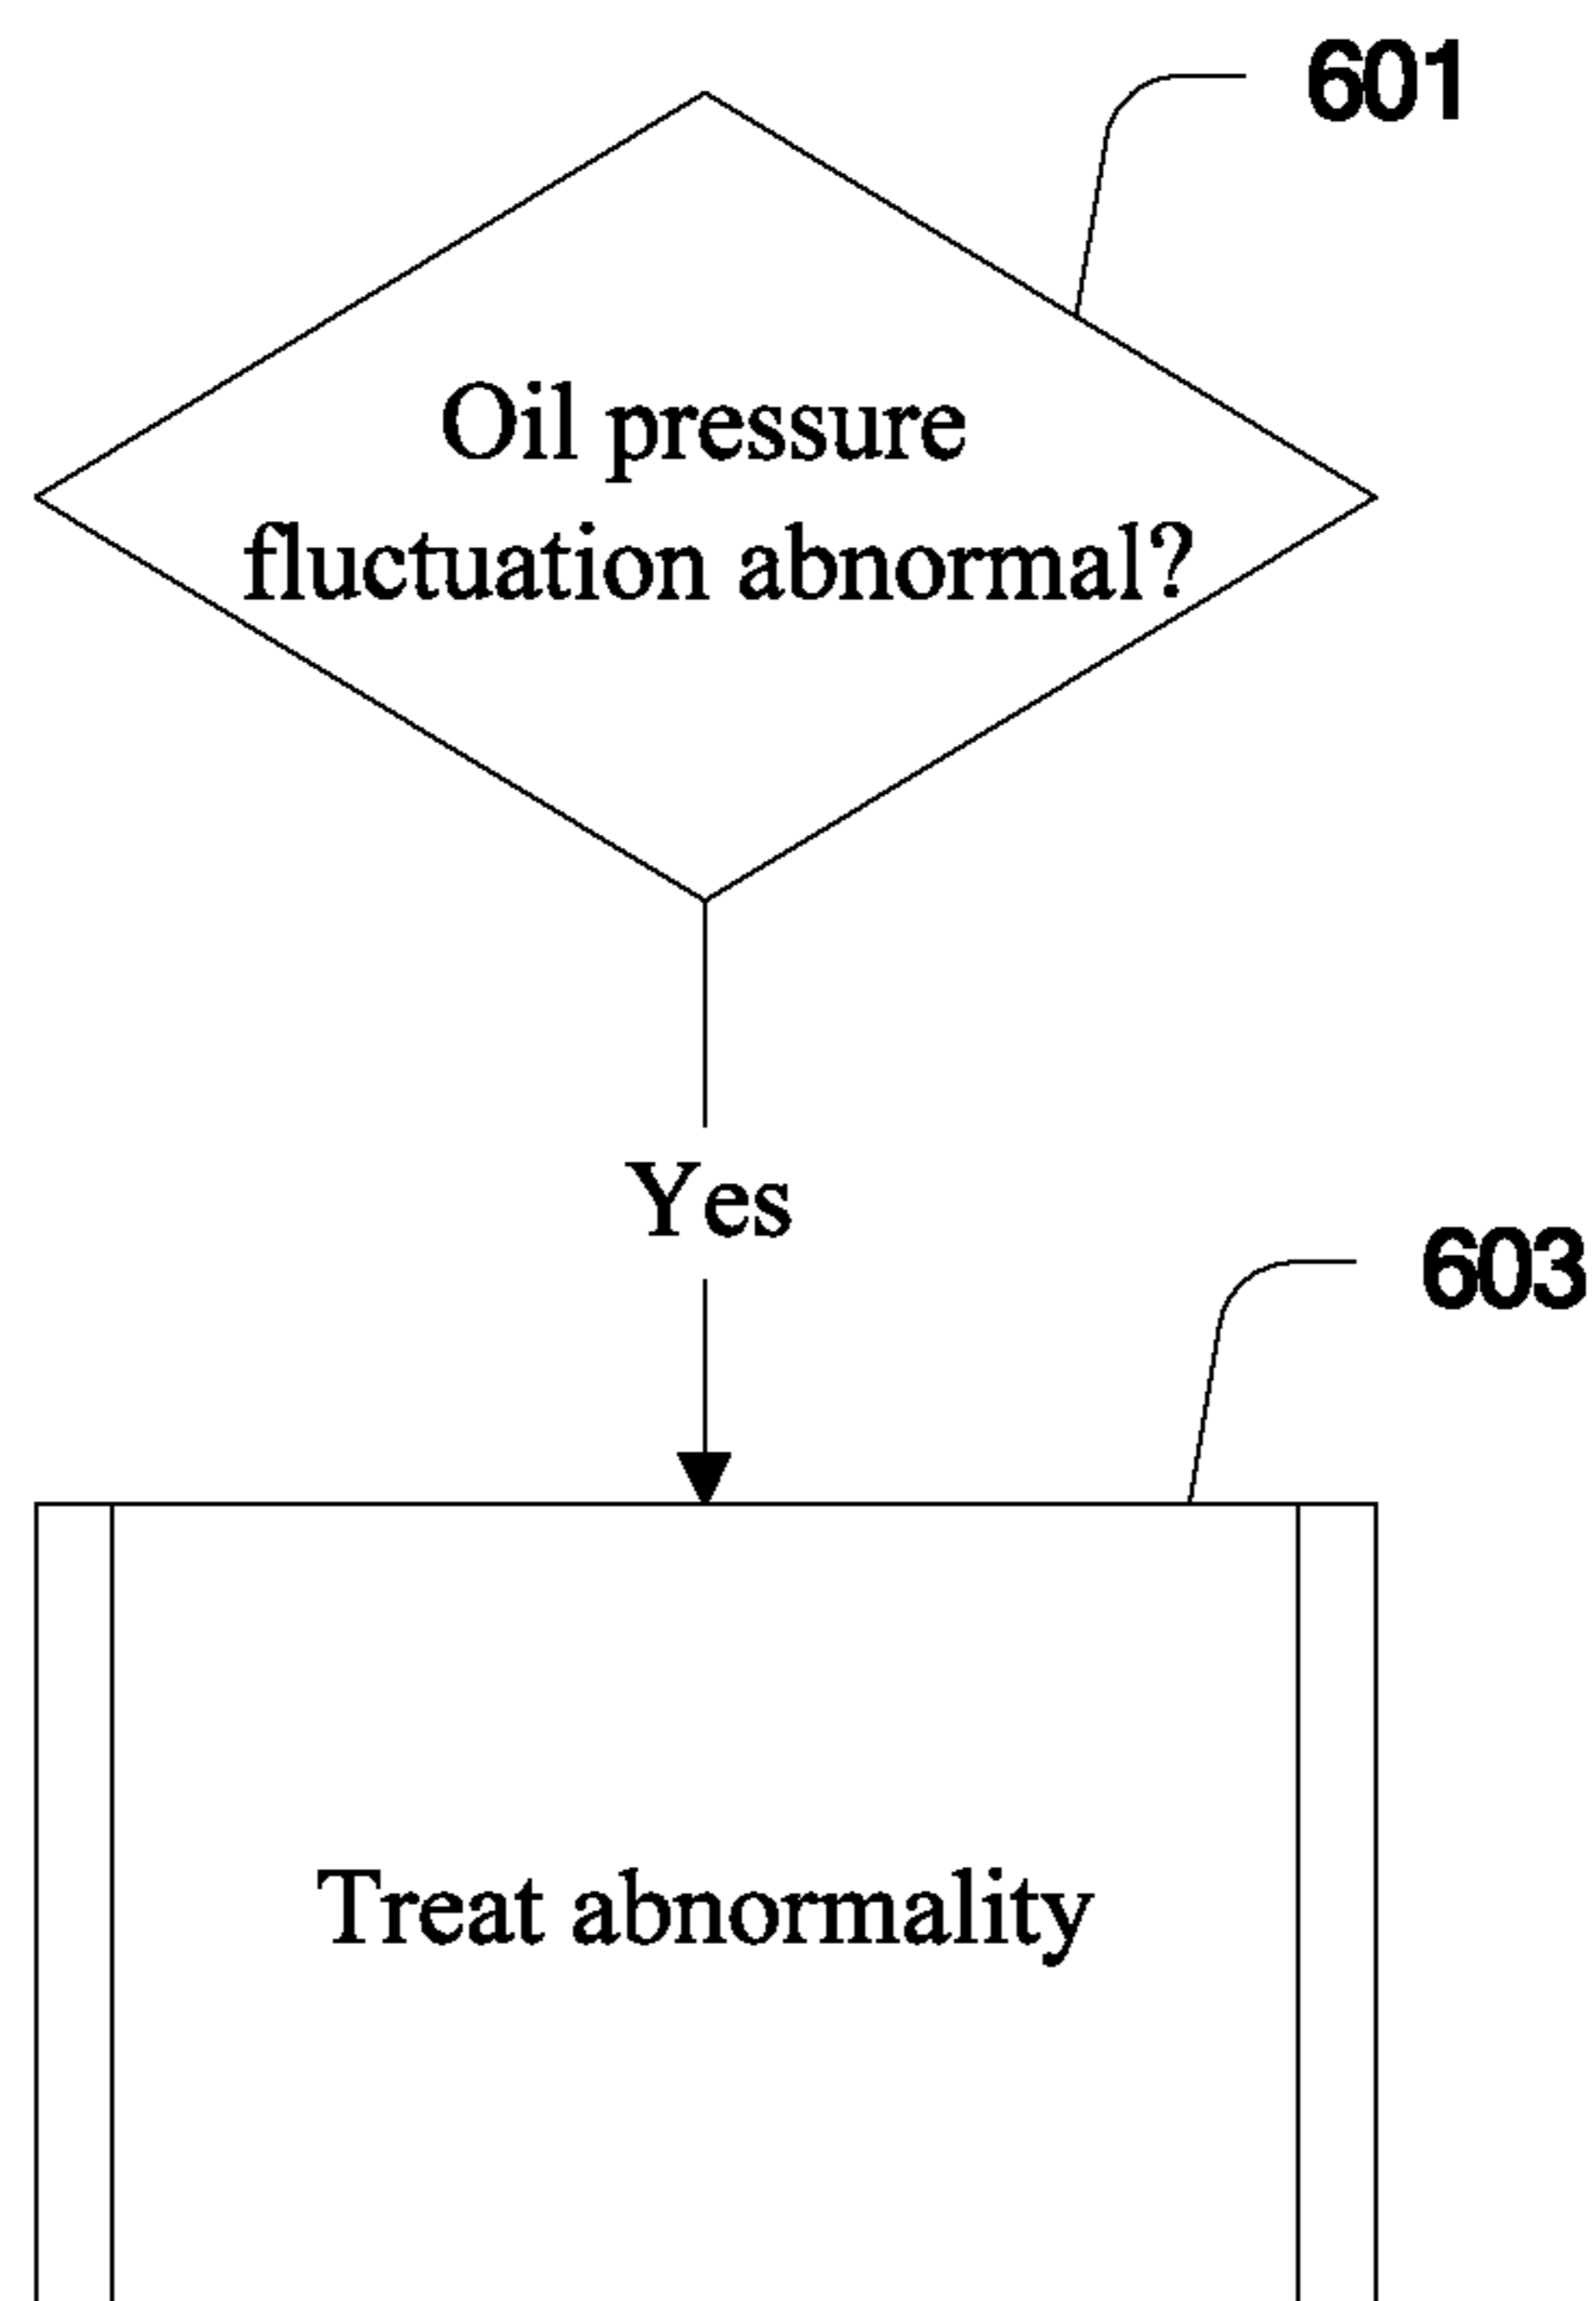 601
Oil pressure
fluctuation abnormal?
Yes
603
Treat abnormality